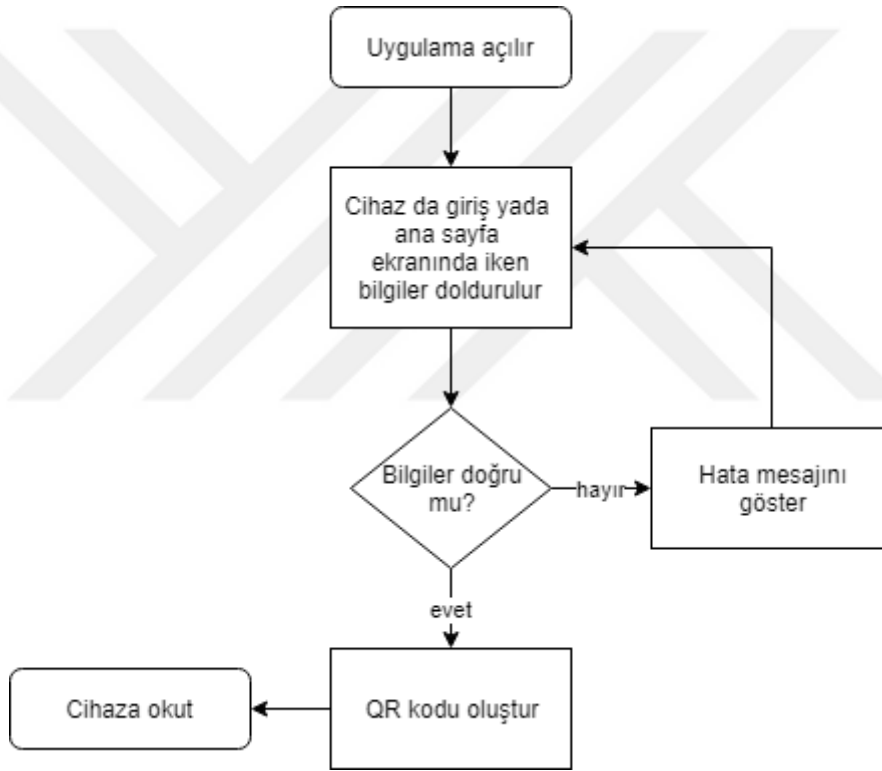 Uygulama açılır
Cihaz da giriş yada
ana sayfa
ekranında iken
bilgiler doldurulur
Bilgiler doğru
mu?
hayır
Hata mesajını
göster
evet
QR kodu oluştur
Cihaza okut